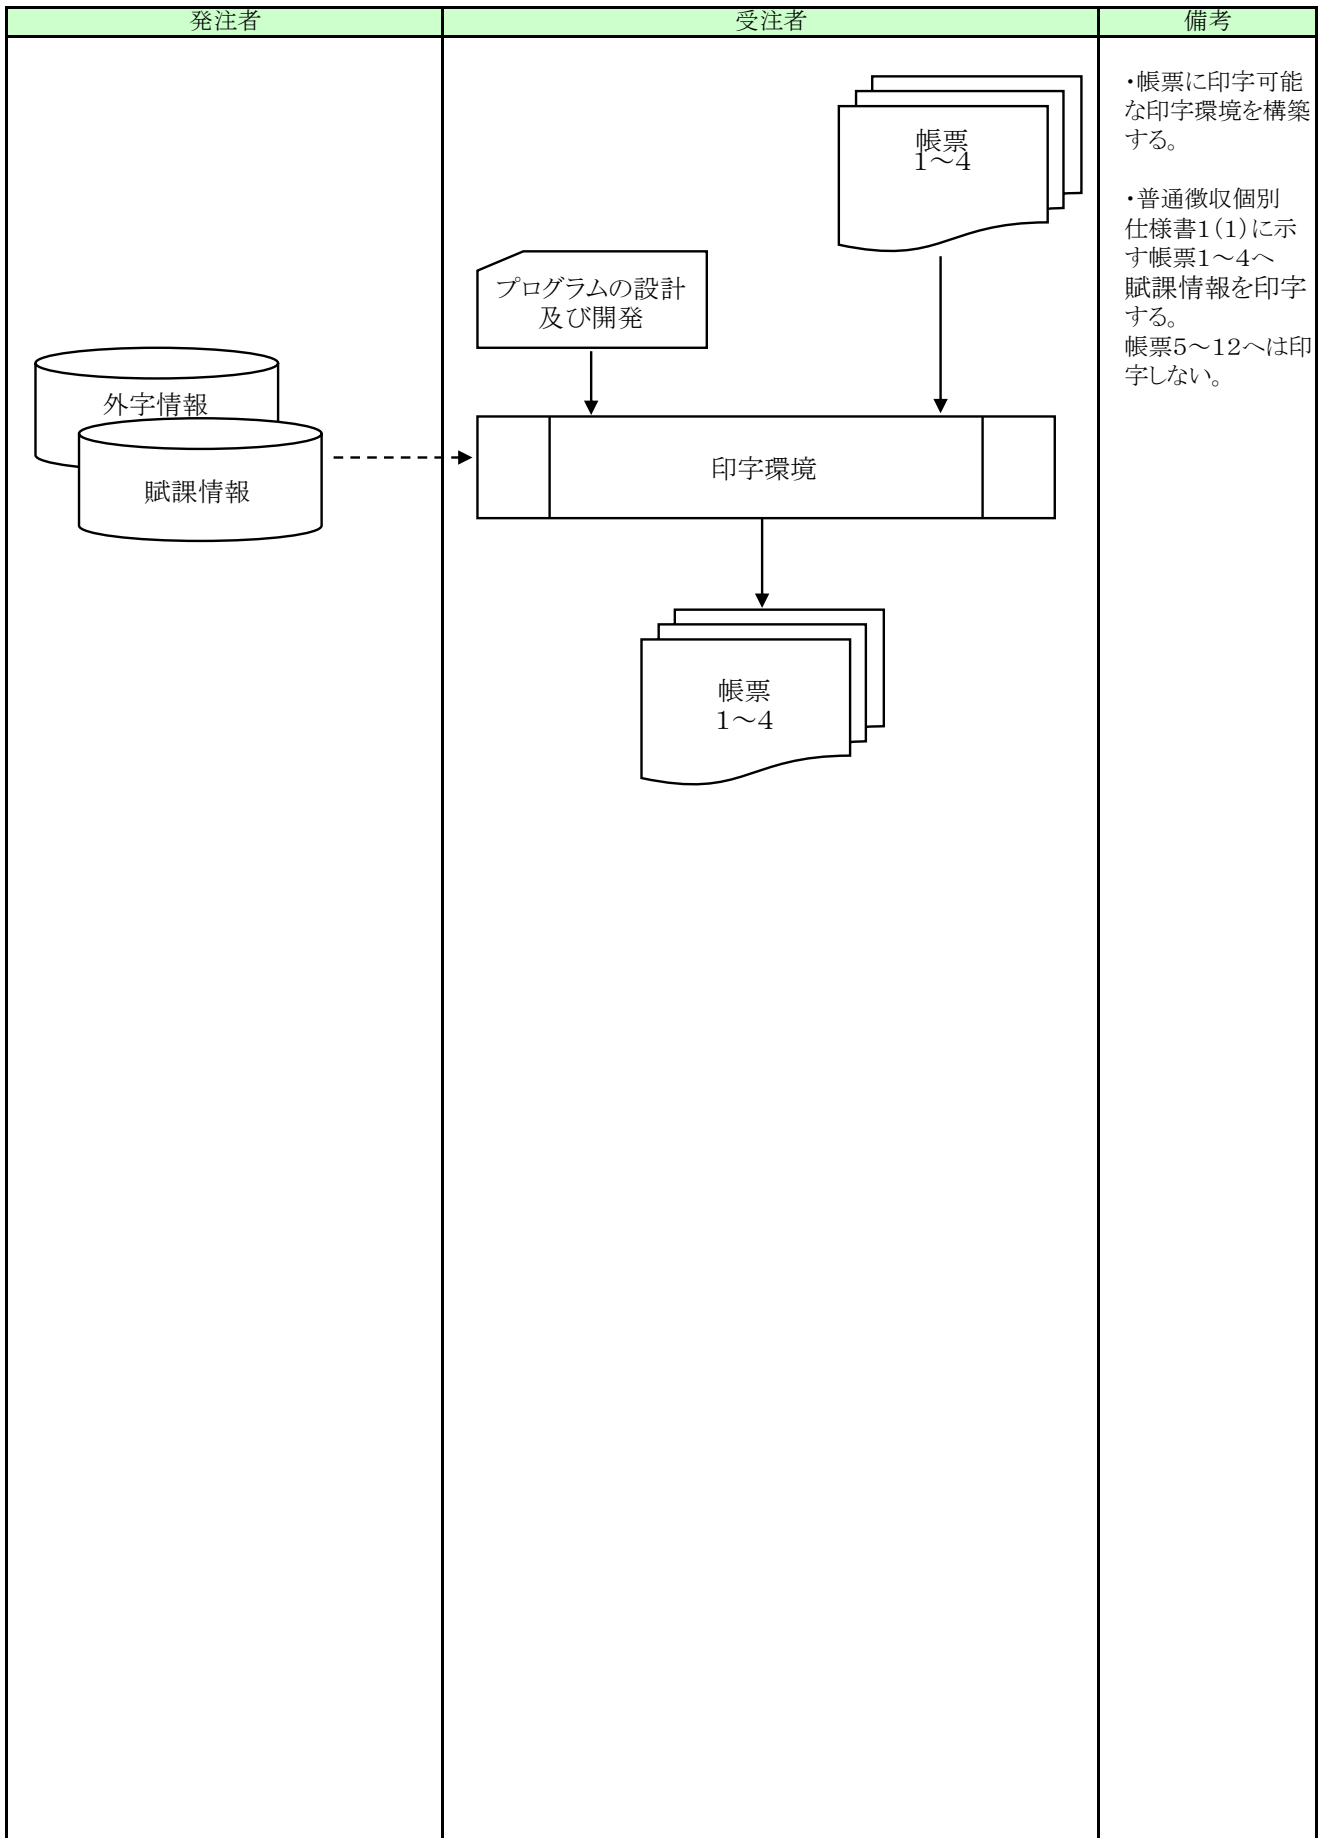 発注者
受注者
備考
・帳票に印字可能
な印字環境を構築
する。
・普通徴収個別
仕様書1(1)に示
す帳票1～4へ
賦課情報を印字
する。
帳票5～12へは印
字しない。
帳票
1～4
プログラムの設計
及び開発
外字情報
賦課情報
印字環境
帳票
1～4